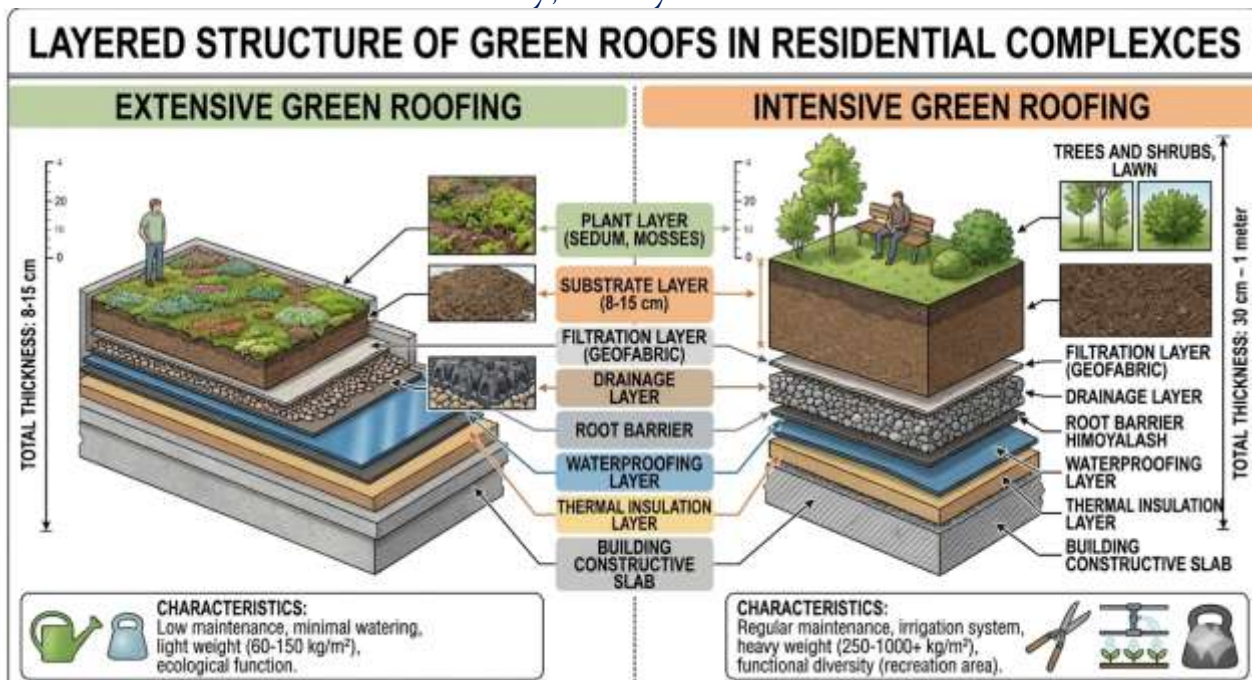 LAYERED STRUCTURE OF GREEN ROOFS IN RESIDENTIAL COMPLEXCES
EXTENSIVE GREEN ROOFING
INTENSIVE GREEN ROOFING
4
20
0
TOTAL THICKNESS: 8-15 cm
PLANT LAYER
(SEDUM, MOSSES)
SUBSTRATE LAYER
(8-15 cm)
FILTRATION LAYER
(GEOFABRIC)
DRAINAGE
LAYER
ROOT BARRIER
WATERPROOFING
LAYER
THERMAL INSULATION
LAYER
BUILDING
CONSTRUCTIVE
SLAB
4
20
0
TREES AND SHRUBS,
LAWN
FILTRATION LAYER
(GEOFABRIC)
DRAINAGE LAYER
ROOT BARRIER
HIMOYALASH
WATERPROOFING
LAYER
THERMAL INSULATION
LAYER
BUILDING
CONSTRUCTIVE SLAB
TOTAL THICKNESS: 30 cm – 1 meter
CHARACTERISTICS:
Low maintenance, minimal watering,
light weight (60-150 kg/m²),
ecological function.
CHARACTERISTICS:
Regular maintenance, irrigation system,
heavy weight (250-1000+ kg/m²),
functional diversity (recreation area).